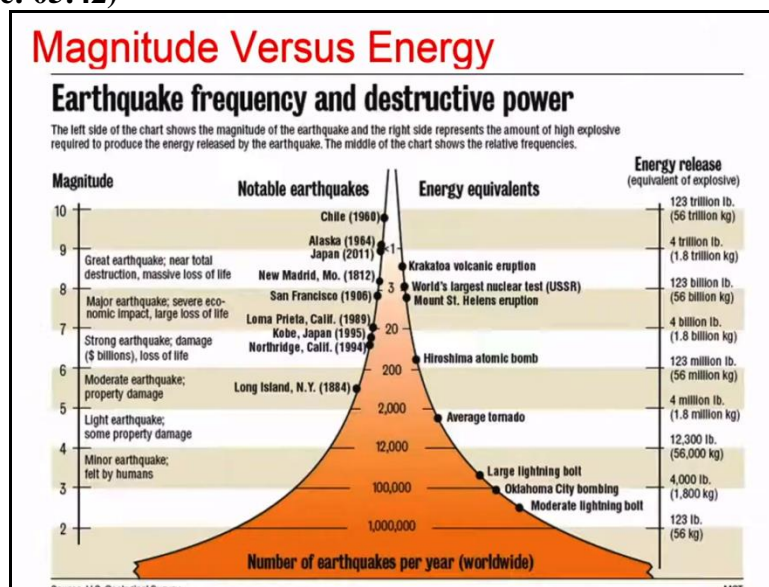 Magnitude Versus Energy
Earthquake frequency and destructive power
The left side of the chart shows the magnitude of the earthquake and the right side represents the amount of high explosive
required to produce the energy released by the earthquake. The middle of the chart shows the relative frequencies.
Magnitude
Notable earthquakes
Energy equivalents
Energy release
(equivalent of explosive)
10
Chile (1960)
123 trillion lb.
(56 trillion kg)
Alaska (1964)
Japan (2011)
9
<1
4 trillion lb.
(1.8 trillion kg)
Great earthquake; near total
destruction, massive loss of life
New Madrid, Mo. (1812)
Krakatoa volcanic eruption
8
San Francisco (1906)
3
World's largest nuclear test (USSR)
Mount St. Helens eruption
123 billion lb.
(56 billion kg)
Major earthquake; severe eco-
nomic impact, large loss of life
Loma Prieta, Calif. (1989)
7
Kobe, Japan (1995)
20
4 billion lb.
(1.8 billion kg)
Strong earthquake; damage
($ billions), loss of life
Northridge, Calif. (1994)
Hiroshima atomic bomb
6
200
123 million lb.
(56 million kg)
Moderate earthquake;
property damage
Long Island, N.Y. (1884)
5
2,000
Average tornado
4 million lb.
(1.8 million kg)
Light earthquake;
some property damage
4
12,000
12,300 lb.
(56,000 kg)
Minor earthquake;
felt by humans
Large lightning bolt
3
100,000
Oklahoma City bombing
4,000 lb.
(1,800 kg)
Moderate lightning bolt
2
1,000,000
123 lb.
(56 kg)
Number of earthquakes per year (worldwide)